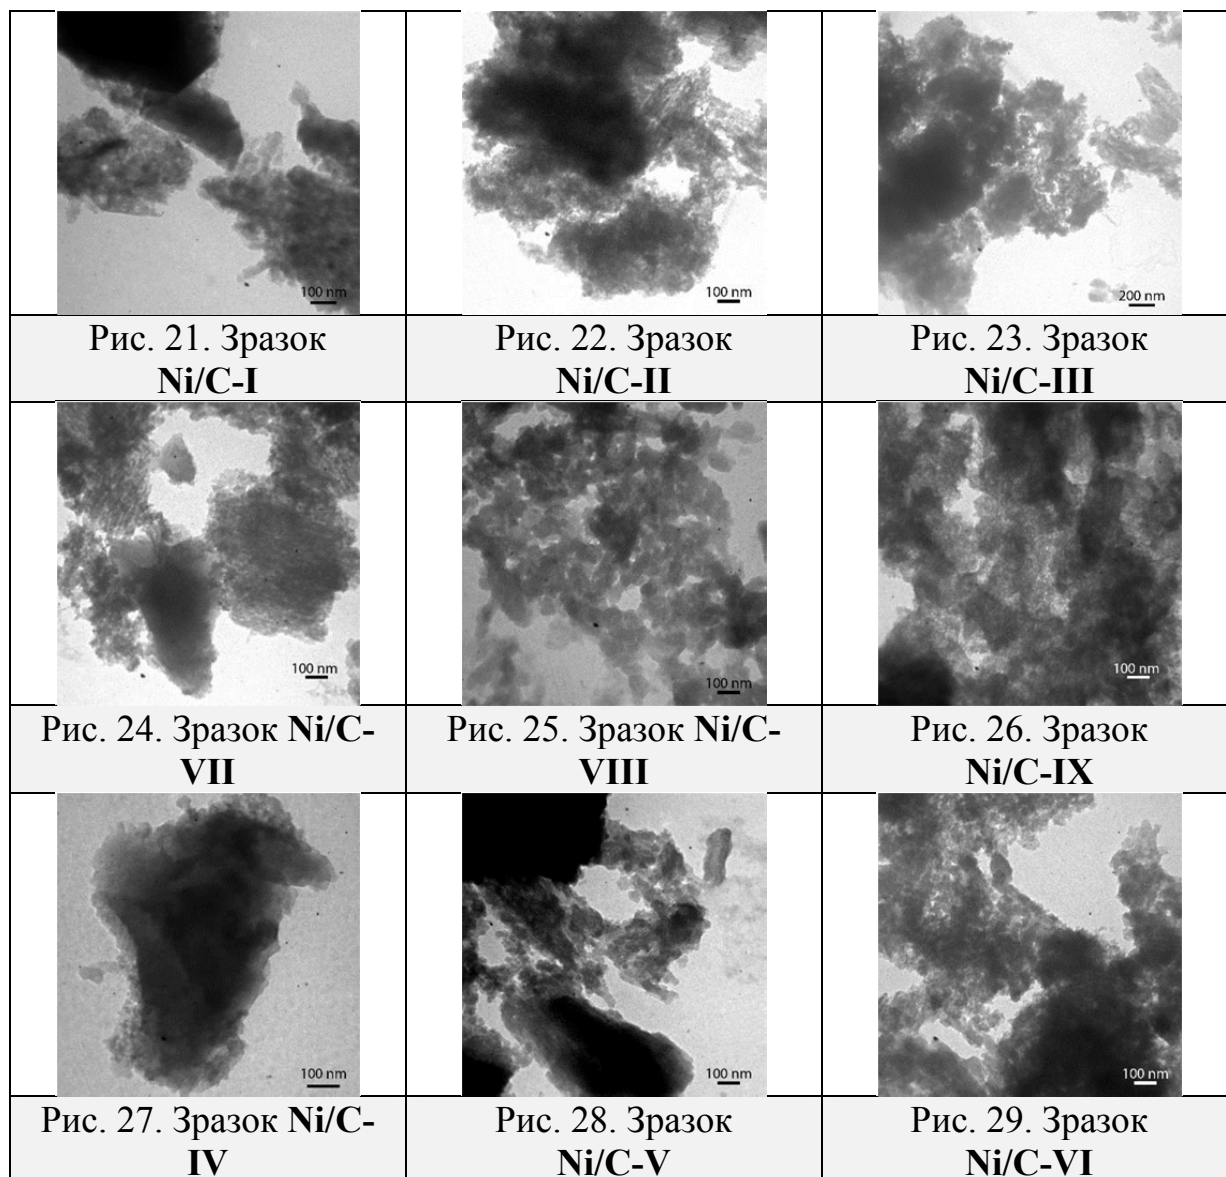 100 nm
100 nm
200 nm
Рис. 21. Зразок
Ni/C-I
Рис. 22. Зразок
Ni/C-II
Рис. 23. Зразок
Ni/C-III
100 nm
100 nm
100 nm
Рис. 24. Зразок Ni/C-
VII
Рис. 25. Зразок Ni/C-
VIII
Рис. 26. Зразок
Ni/C-IX
100 nm
100 nm
100 nm
Рис. 27. Зразок Ni/C-
IV
Рис. 28. Зразок
Ni/C-V
Рис. 29. Зразок
Ni/C-VI